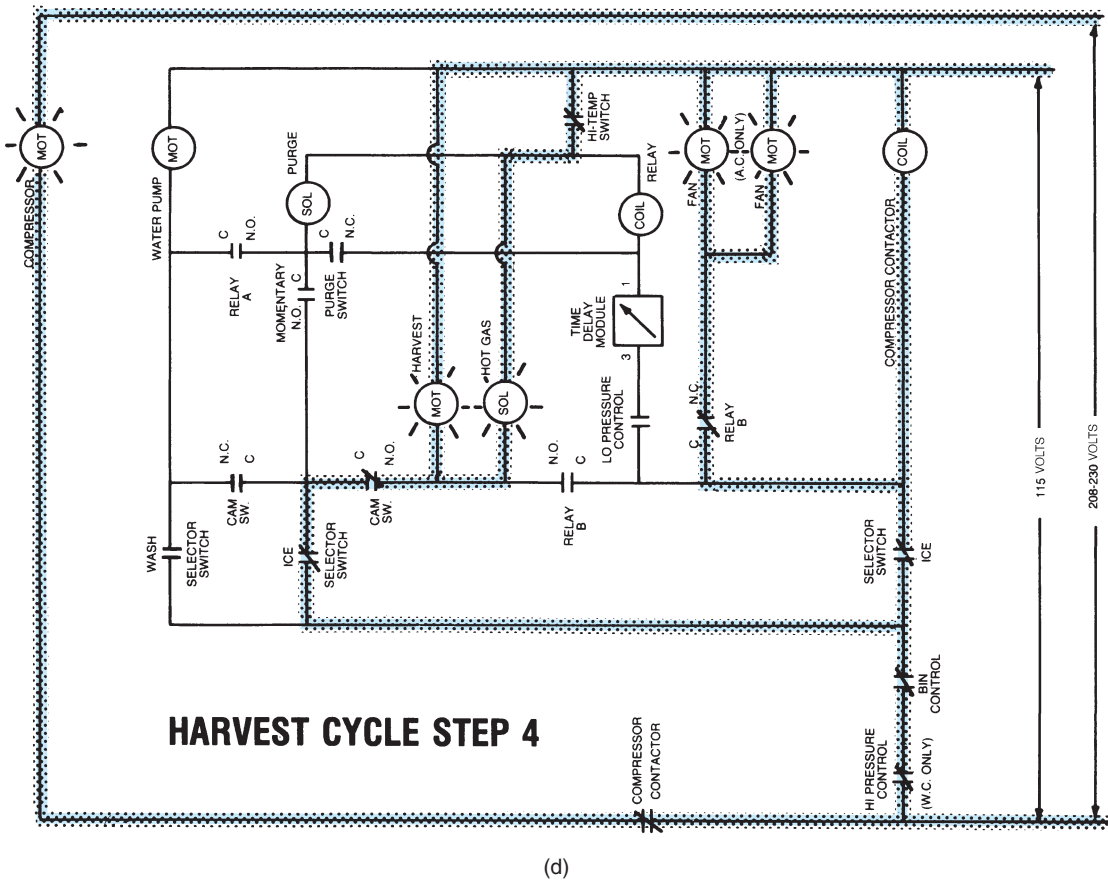 COMPRESSOR
MOT
WATER PUMP
MOT
PURGE
SOL
C
N.O.
RELAY
A
MOMENTARY
N.O. C
C
N.C.
PURGE
SWITCH
HARVEST
MOT
HOT GAS
SOL
HI-TEMP
SWITCH
RELAY
COIL
1
TIME
DELAY
MODULE
3
LO PRESSURE
CONTROL
FAN
MOT
(A.C. ONLY)
FAN
MOT
C N.C.
RELAY
B
COIL
COMPRESSOR CONTACTOR
N.C.
C
CAM
SW.
C
N.O.
CAM
SW.
N.O.
C
RELAY
B
WASH
SELECTOR
SWITCH
ICE
SELECTOR
SWITCH
SELECTOR
SWITCH
ICE
BIN
CONTROL
HI PRESSURE
CONTROL
(W.C. ONLY)
COMPRESSOR
CONTACTOR
115 VOLTS
208-230 VOLTS
HARVEST CYCLE STEP 4
(d)